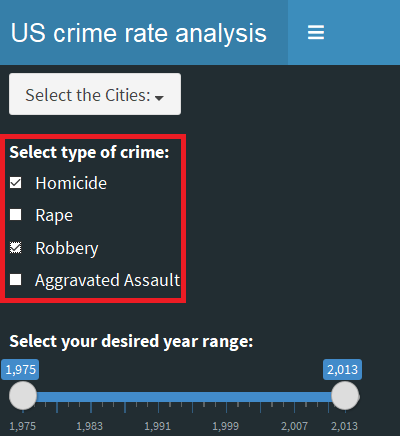 US crime rate analysis
Select the Cities:
Select type of crime:
Homicide
Rape
Robbery
Aggravated Assault
Select your desired year range:
1,975 2,013
1,975 1,983 1,991 1,999 2,007 2,013